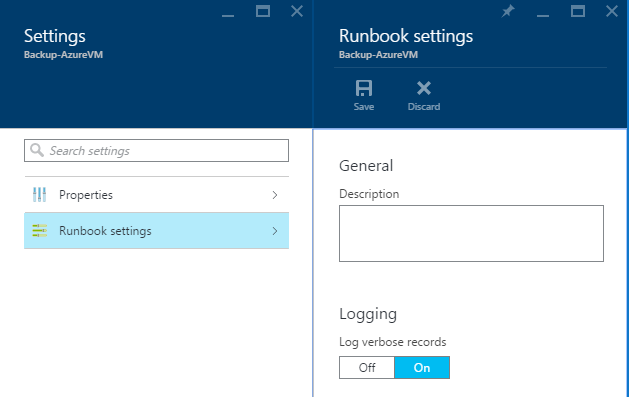 Settings
Backup-AzureVM
Search settings
Properties
Runbook settings
Runbook settings
Backup-AzureVM
Save
Discard
General
Description
Logging
Log verbose records
Off
On